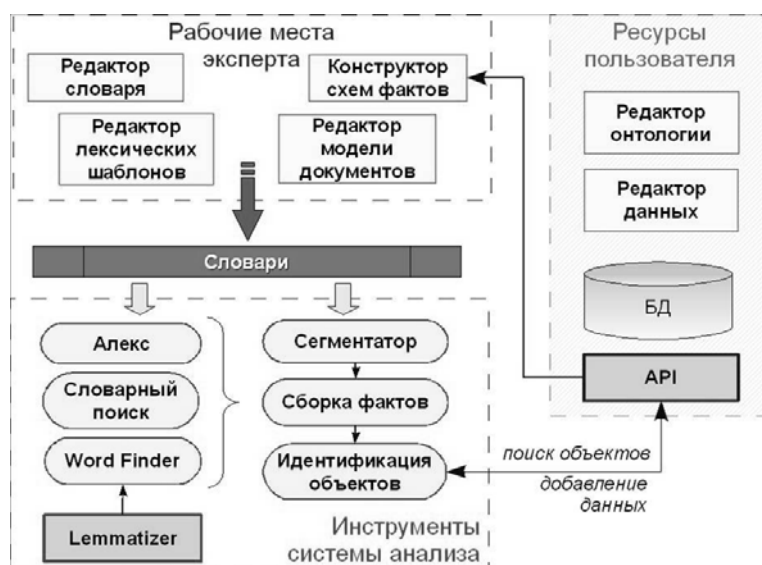 Рабочие места
эксперта
Редактор
словаря
Конструктор
схем фактов
Редактор
лексических
шаблонов
Редактор
модели
документов
Ресурсы
пользователя
Редактор
онтологии
Редактор
данных
БД
API
Словари
Алекс
Словарный
поиск
Word Finder
Lemmatizer
Сегментатор
Сборка фактов
Идентификация
объектов
поиск объектов
добавление
данных
Инструменты
системы анализа